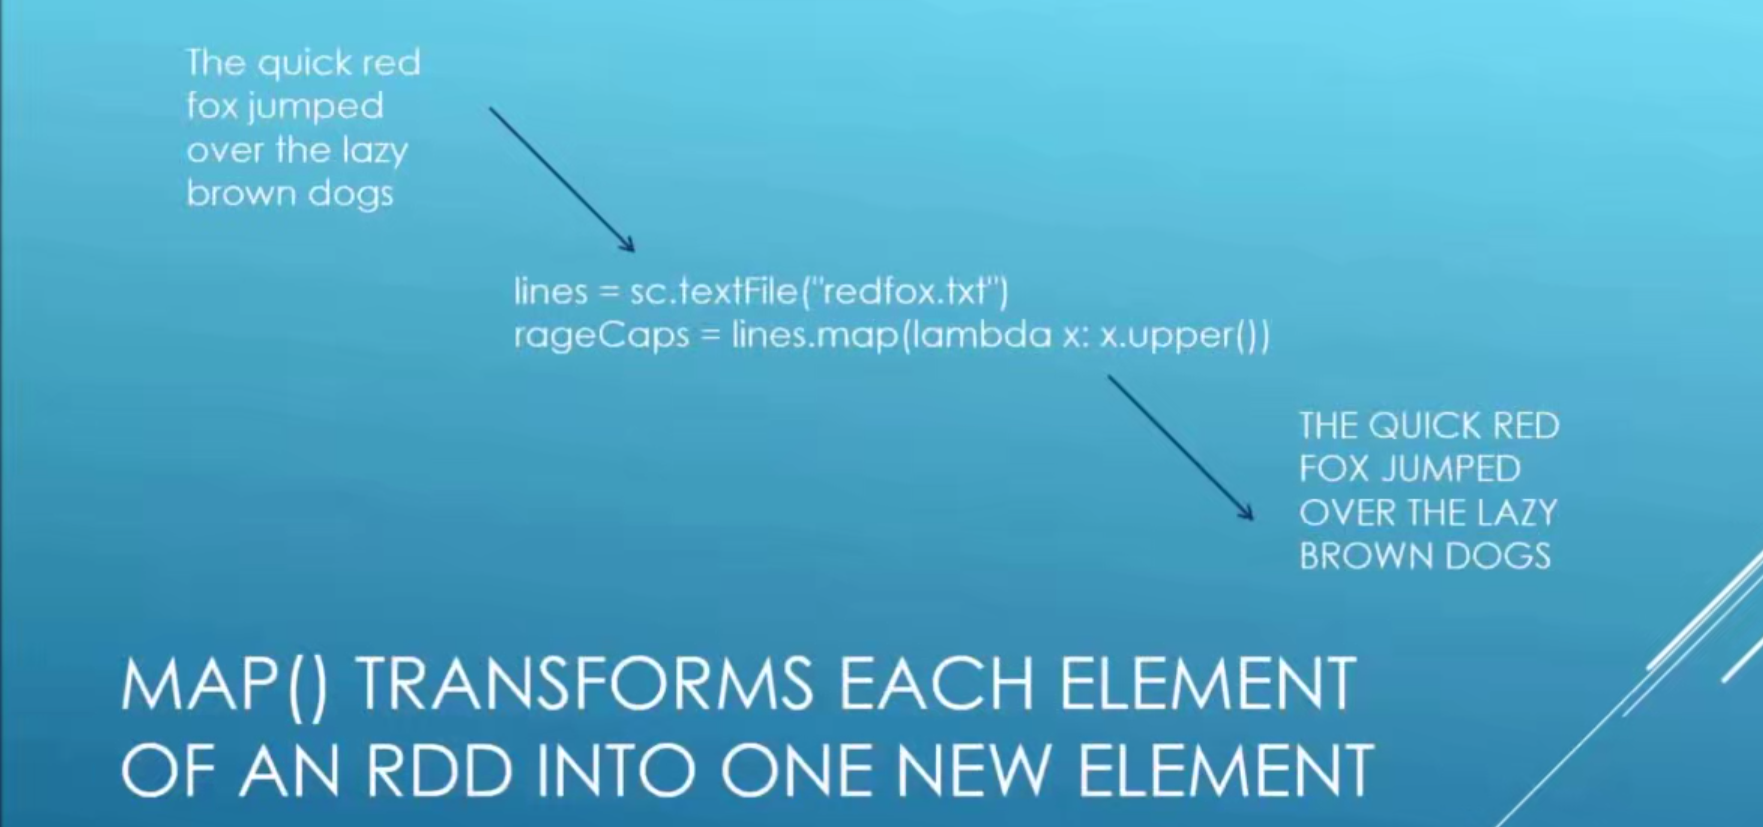 The quick red
fox jumped
over the lazy
brown dogs
lines = sc.textFile("redfox.txt")
rageCaps = lines.map(lambda x: x.upper())
THE QUICK RED
FOX JUMPED
OVER THE LAZY
BROWN DOGS
MAP() TRANSFORMS EACH ELEMENT
OF AN RDD INTO ONE NEW ELEMENT